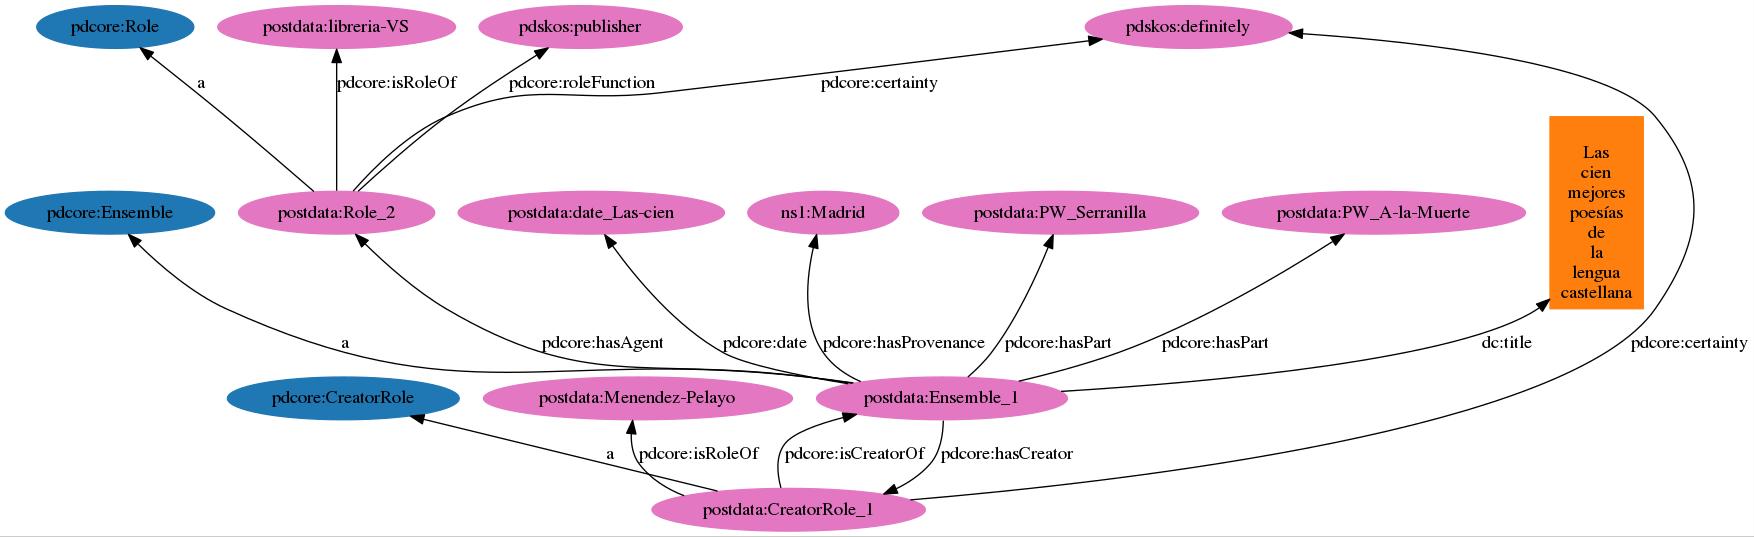 pdcore:Role
postdata:libreria-VS
pdskos:publisher
pdskos:definitely
a
pdcore:isRoleOf
pdcore:roleFunction
pdcore:certainty
Las
cien
mejores
poesías
de
la
lengua
castellana
pdcore:Ensemble
postdata:Role_2
postdata:date_Las-cien
ns1:Madrid
postdata:PW_Serranilla
postdata:PW_A-la-Muerte
a
pdcore:hasAgent
pdcore:date
pdcore:hasProvenance
pdcore:hasPart
pdcore:hasPart
dc:title
pdcore:certainty
pdcore:CreatorRole
postdata:Menendez-Pelayo
postdata:Ensemble_1
a
pdcore:isRoleOf
pdcore:isCreatorOf
pdcore:hasCreator
postdata:CreatorRole_1